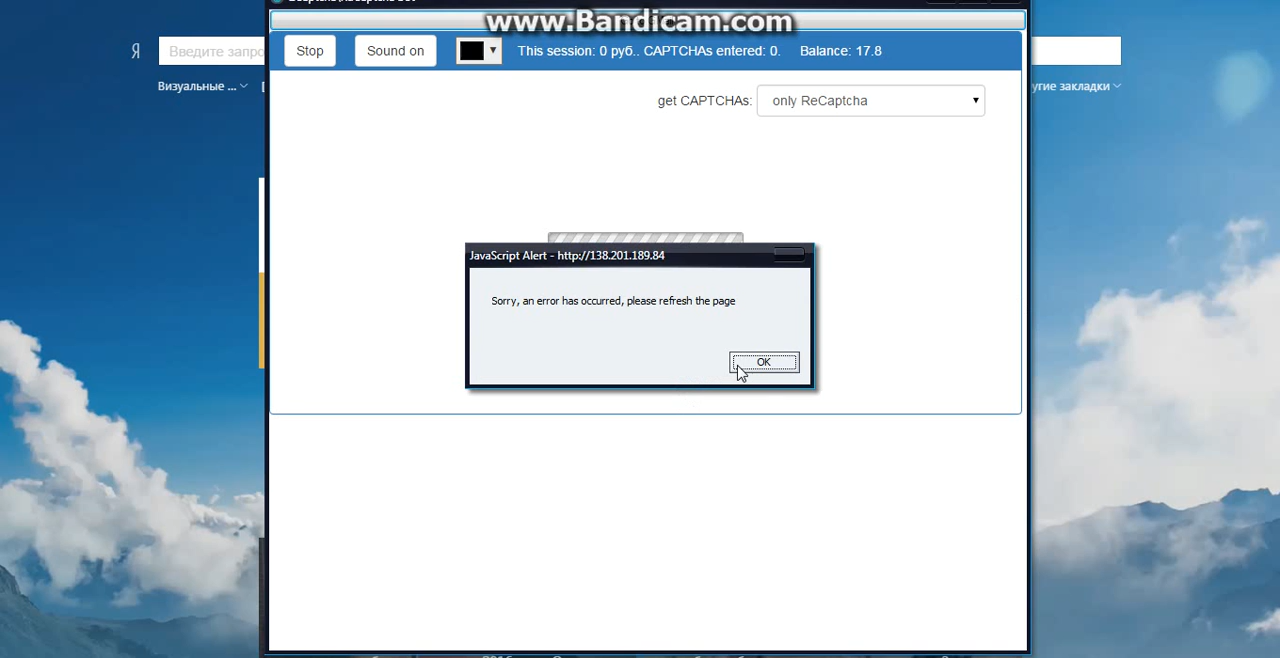 www.Bandicam.com
Я Введите запро
Stop Sound on This session: 0 руб.. CAPTCHAs entered: 0. Balance: 17.8
Визуальные ...
угие закладки
get CAPTCHAs: only ReCaptcha
JavaScript Alert - http://138.201.189.84
Sorry, an error has occurred, please refresh the page
OK